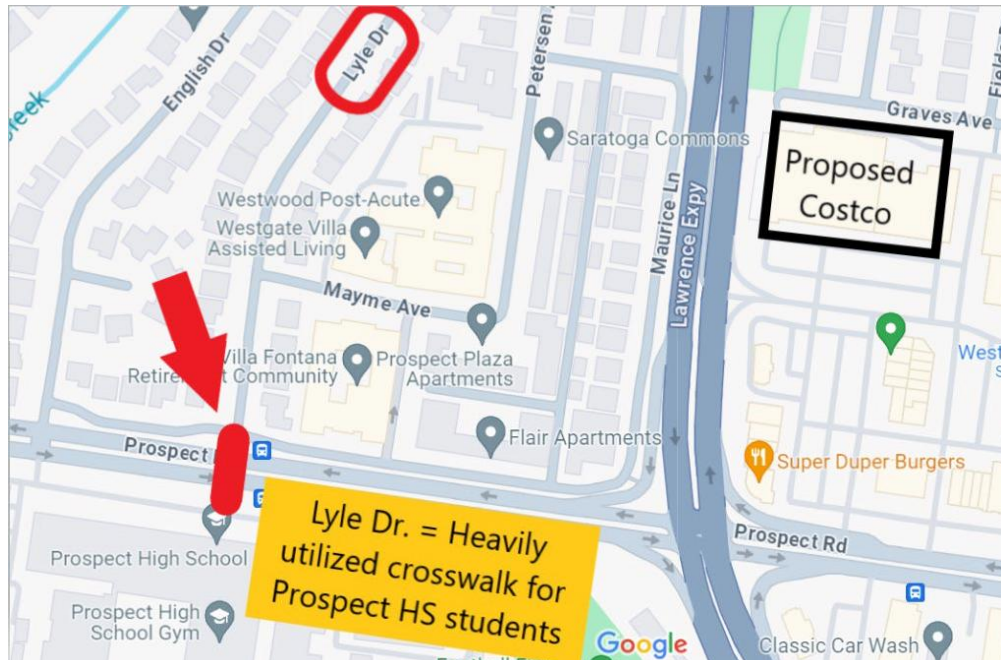 English Dr
Lyle Dr
Petersen
Fields
Graves Ave
reek
Saratoga Commons
Proposed
Costco
Westwood Post-Acute
Westgate Villa
Assisted Living
Maurice Ln
Lawrence Expy
Mayme Ave
Villa Fontana
Retirement Community
Prospect Plaza
Apartments
West
S
Flair Apartments
Super Duper Burgers
Prospect
Prospect Rd
Lyle Dr. = Heavily
utilized crosswalk for
Prospect HS students
Prospect High School
Prospect High
School Gym
Google
Classic Car Wash